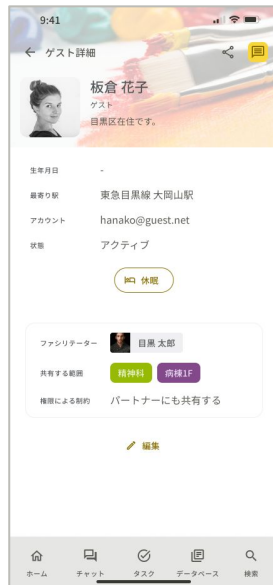 9:41
ゲスト詳細
板倉 花子
ゲスト
目黒区在住です。
生年月日 -
最寄り駅 東急目黒線 大岡山駅
アカウント hanako@guest.net
状態 アクティブ
休眠
ファシリテーター 目黒 太郎
共有する範囲 精神科 病棟1F
権限による制約 パートナーにも共有する
編集
ホーム チャット タスク データベース 検索